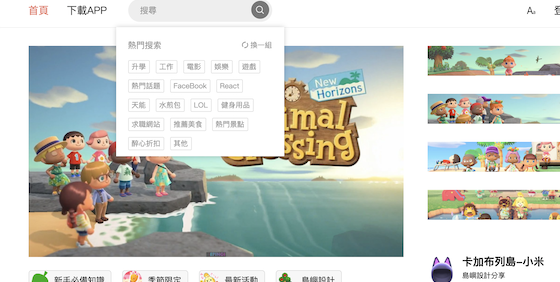 首頁 下載APP 搜尋 A
熱門搜索 換一組
升學 工作 電影 娛樂 遊戲
熱門話題 FaceBook React
天能 水煎包 LOL 健身用品
求職網站 推薦美食 熱門景點
醉心折扣 其他
New
Horizons
Crossing
卡加布列島–小米
島嶼設計分享
新手必備知識 季節限定 最新活動 島嶼設計